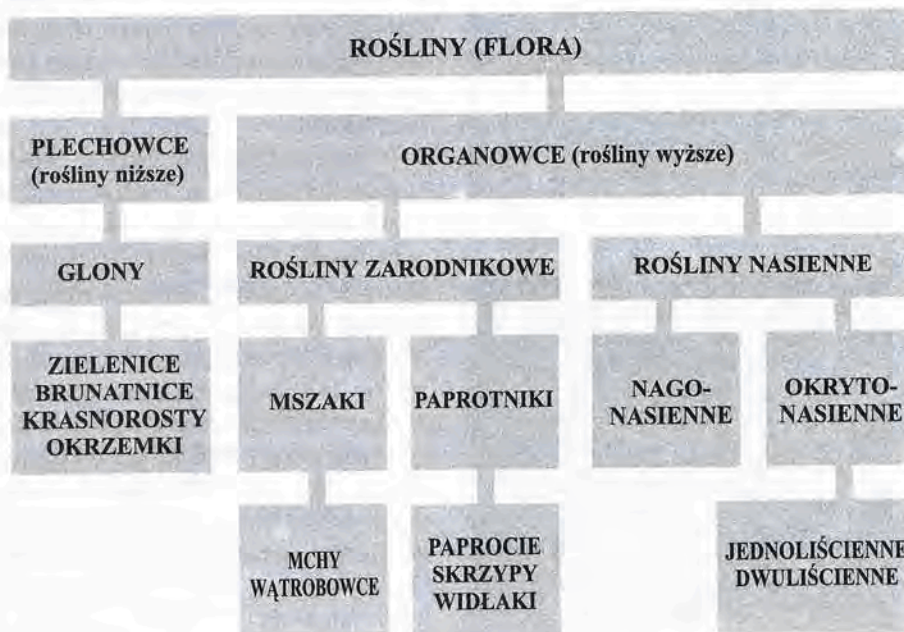 ROŚLINY (FLORA)
PLECHOWCE
(rośliny niższe)
ORGANOWCE (rośliny wyższe)
GLONY
ROŚLINY ZARODNIKOWE
ROŚLINY NASIENNE
ZIELENICE
BRUNATNICE
KRASNOROSTY
OKRZEMKI
MSZAKI
PAPROTNIKI
NAGO-
NASIENNE
OKRYTO-
NASIENNE
MCHY
WĄTROBOWCE
PAPROCIE
SKRZYPY
WIDŁAKI
JEDNOLIŚCIENNE
DWULIŚCIENNE